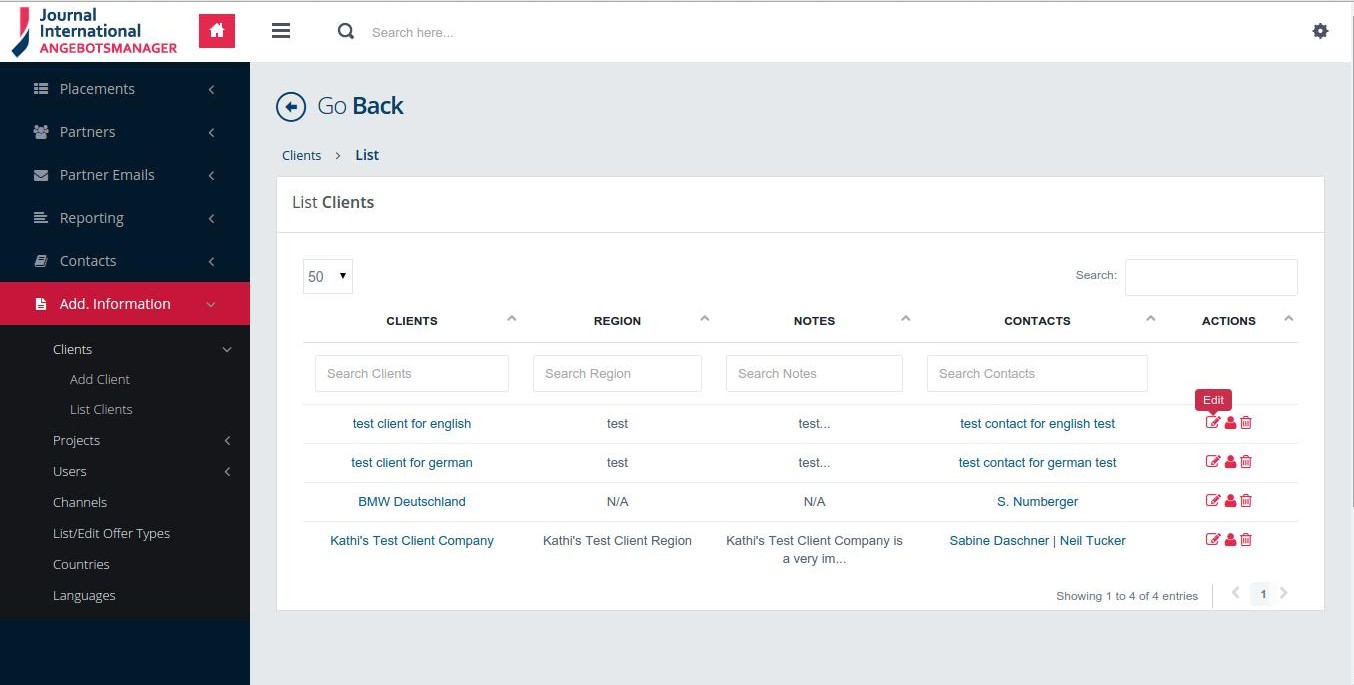 Journal
International
ANGEBOTSMANAGER
Search here...
Placements
Partners
Partner Emails
Reporting
Contacts
Add. Information
Clients
Add Client
List Clients
Projects
Users
Channels
List/Edit Offer Types
Countries
Languages
Go Back
Clients > List
List Clients
50
Search:
CLIENTS REGION NOTES CONTACTS ACTIONS
Search Clients Search Region Search Notes Search Contacts
Edit
test client for english test test... test contact for english test
test client for german test test... test contact for german test
BMW Deutschland N/A N/A S. Numberger
Kathi's Test Client Company Kathi's Test Client Region Kathi's Test Client Company is Sabine Daschner | Neil Tucker
a very im...
Showing 1 to 4 of 4 entries 1